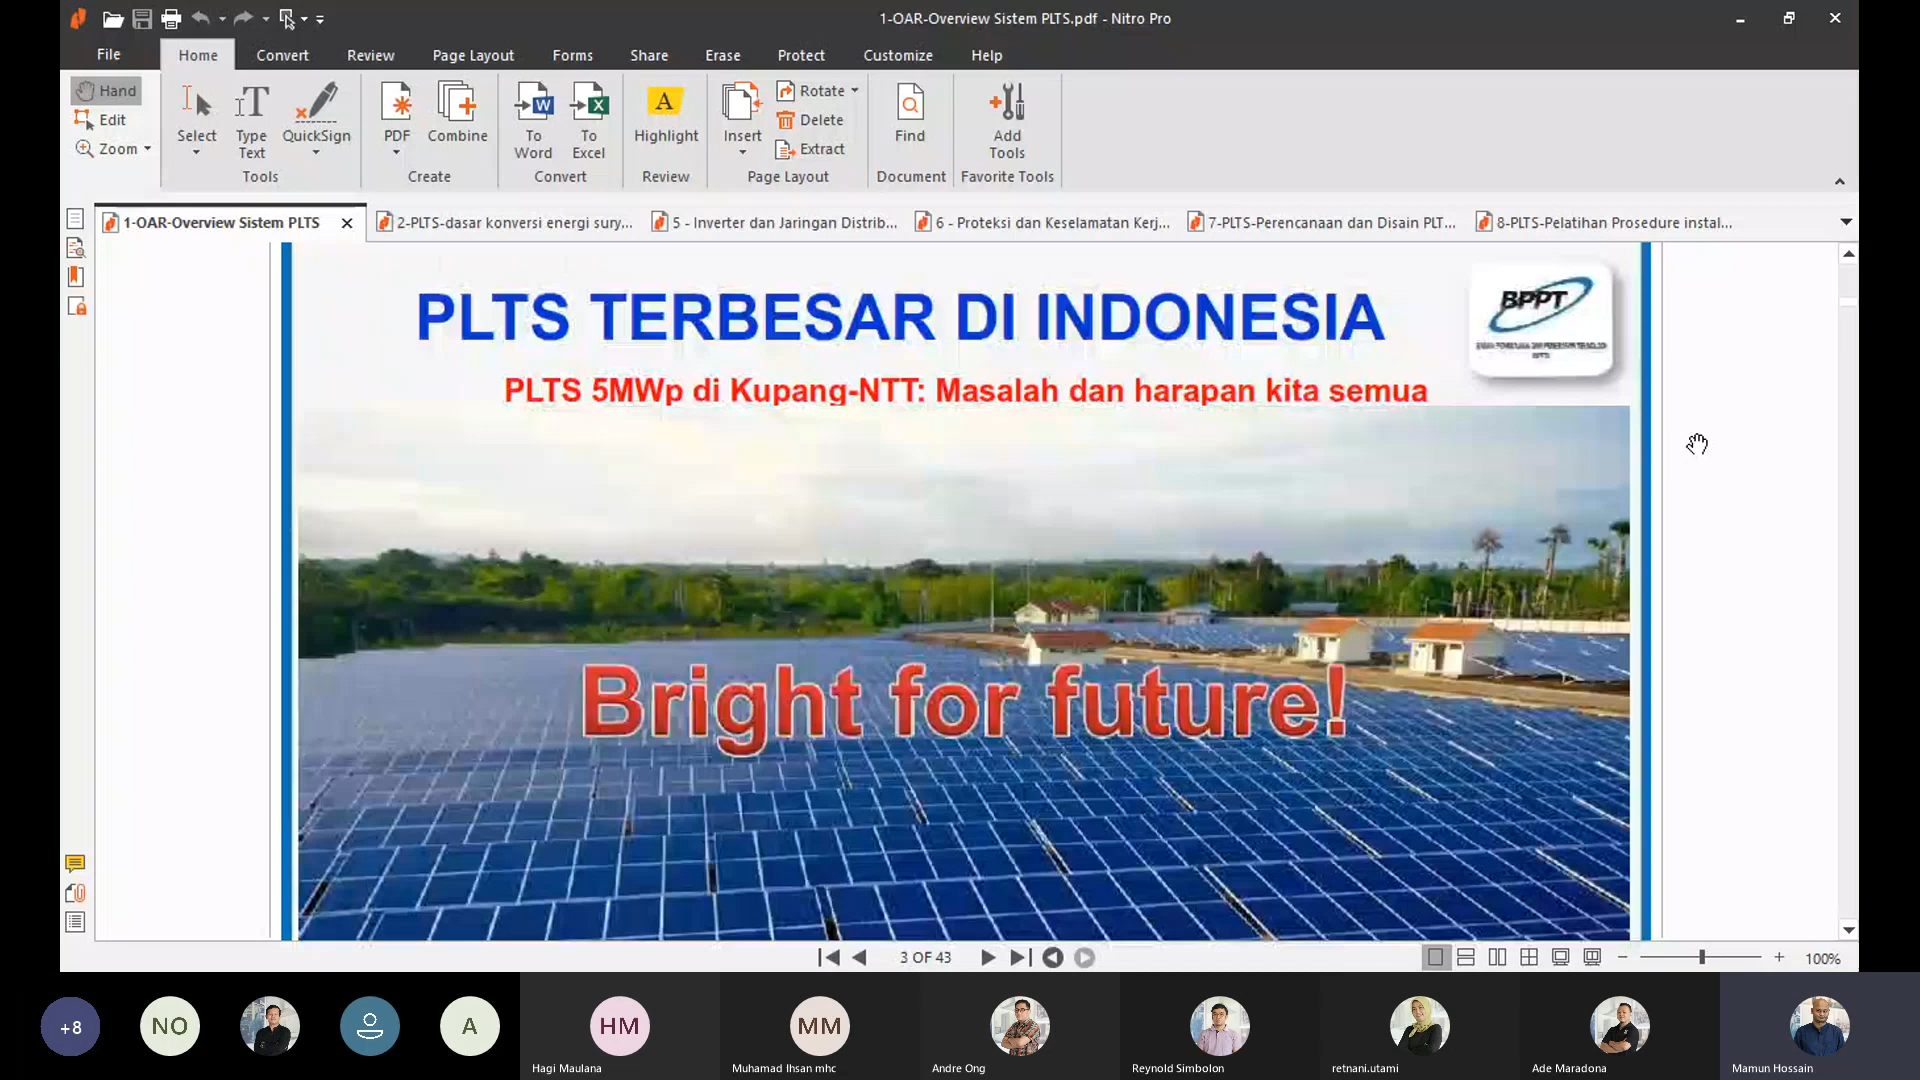 1-OAR-Overview Sistem PLTS.pdf - Nitro Pro
File
Home
Convert
Review
Page Layout
Forms
Share
Erase
Protect
Customize
Help
Hand
Edit
Zoom
Select
Type
Text
QuickSign
Tools
PDF
Combine
Create
To
Word
To
Excel
Convert
A
Highlight
Review
Insert
Rotate
Delete
Extract
Page Layout
Find
Document
Add
Tools
Favorite Tools
1-OAR-Overview Sistem PLTS
2-PLTS-dasar konversi energi sury...
5 - Inverter dan Jaringan Distrib...
6 - Proteksi dan Keselamatan Kerj...
7-PLTS-Perencanaan dan Disain PLT...
8-PLTS-Pelatihan Prosedure instal...
PLTS TERBESAR DI INDONESIA
BPPT
PLTS 5MWp di Kupang-NTT: Masalah dan harapan kita semua
Bright for future!
3 OF 43
100%
+8
NO
A
HM
MM
Hagi Maulana
Muhamad Ihsan mhc
Andre Ong
Reynold Simbolon
retnani.utami
Ade Maradona
Mamun Hossain